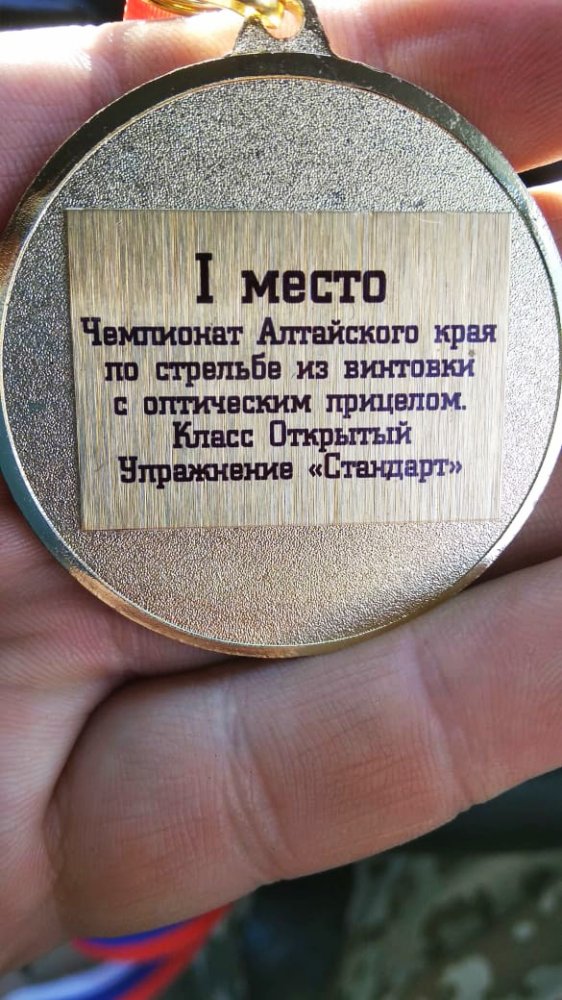 I место
Чемпионат Алтайского края
по стрельбе из винтовки
с оптическим прицелом.
Класс Открытый
Упражнение «Стандарт»